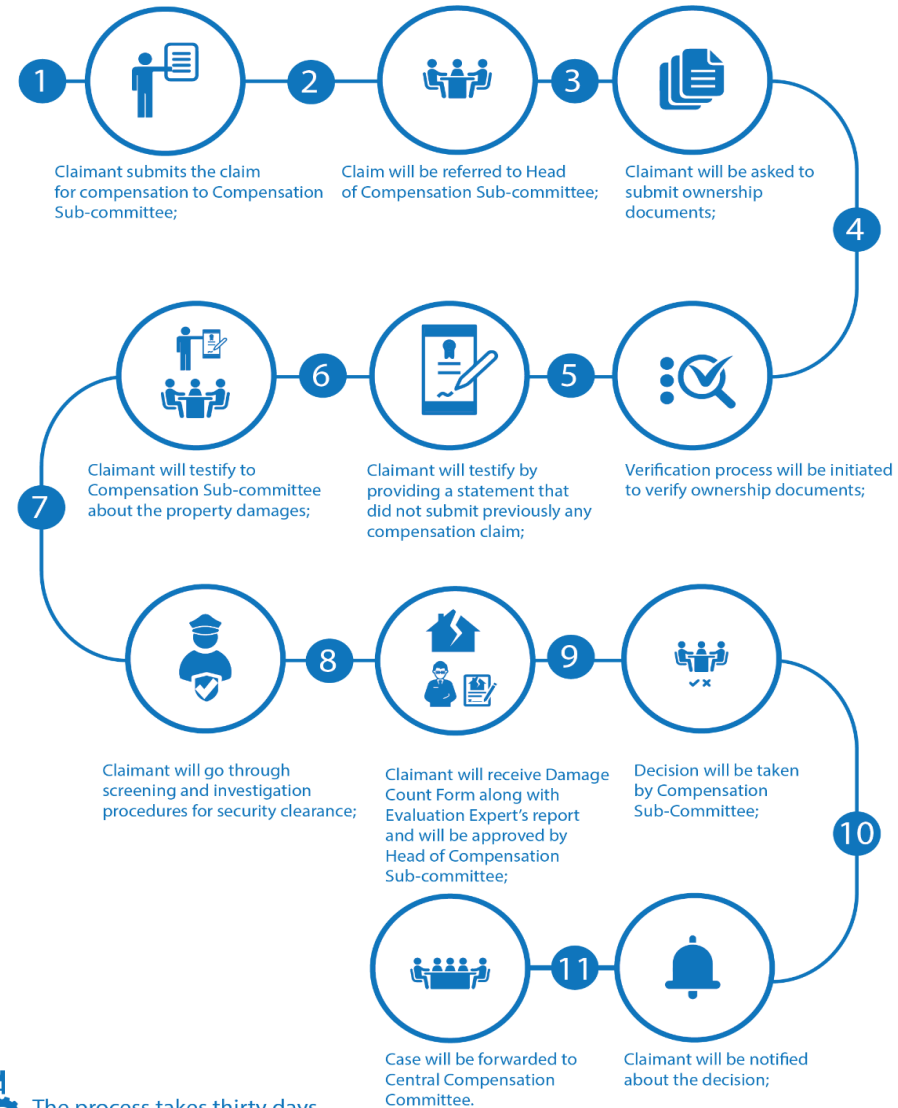 1
Claimant submits the claim
for compensation to Compensation
Sub-committee;
2
Claim will be referred to Head
of Compensation Sub-committee;
3
Claimant will be asked to
submit ownership
documents;
4
Verification process will be initiated
to verify ownership documents;
5
Claimant will testify by
providing a statement that
did not submit previously any
compensation claim;
6
Claimant will testify to
Compensation Sub-committee
about the property damages;
7
Claimant will go through
screening and investigation
procedures for security clearance;
8
Claimant will receive Damage
Count Form along with
Evaluation Expert's report
and will be approved by
Head of Compensation
Sub-committee;
9
Decision will be taken
by Compensation
Sub-Committee;
10
Claimant will be notified
about the decision;
11
Case will be forwarded to
Central Compensation
Committee.
The process takes thirty days